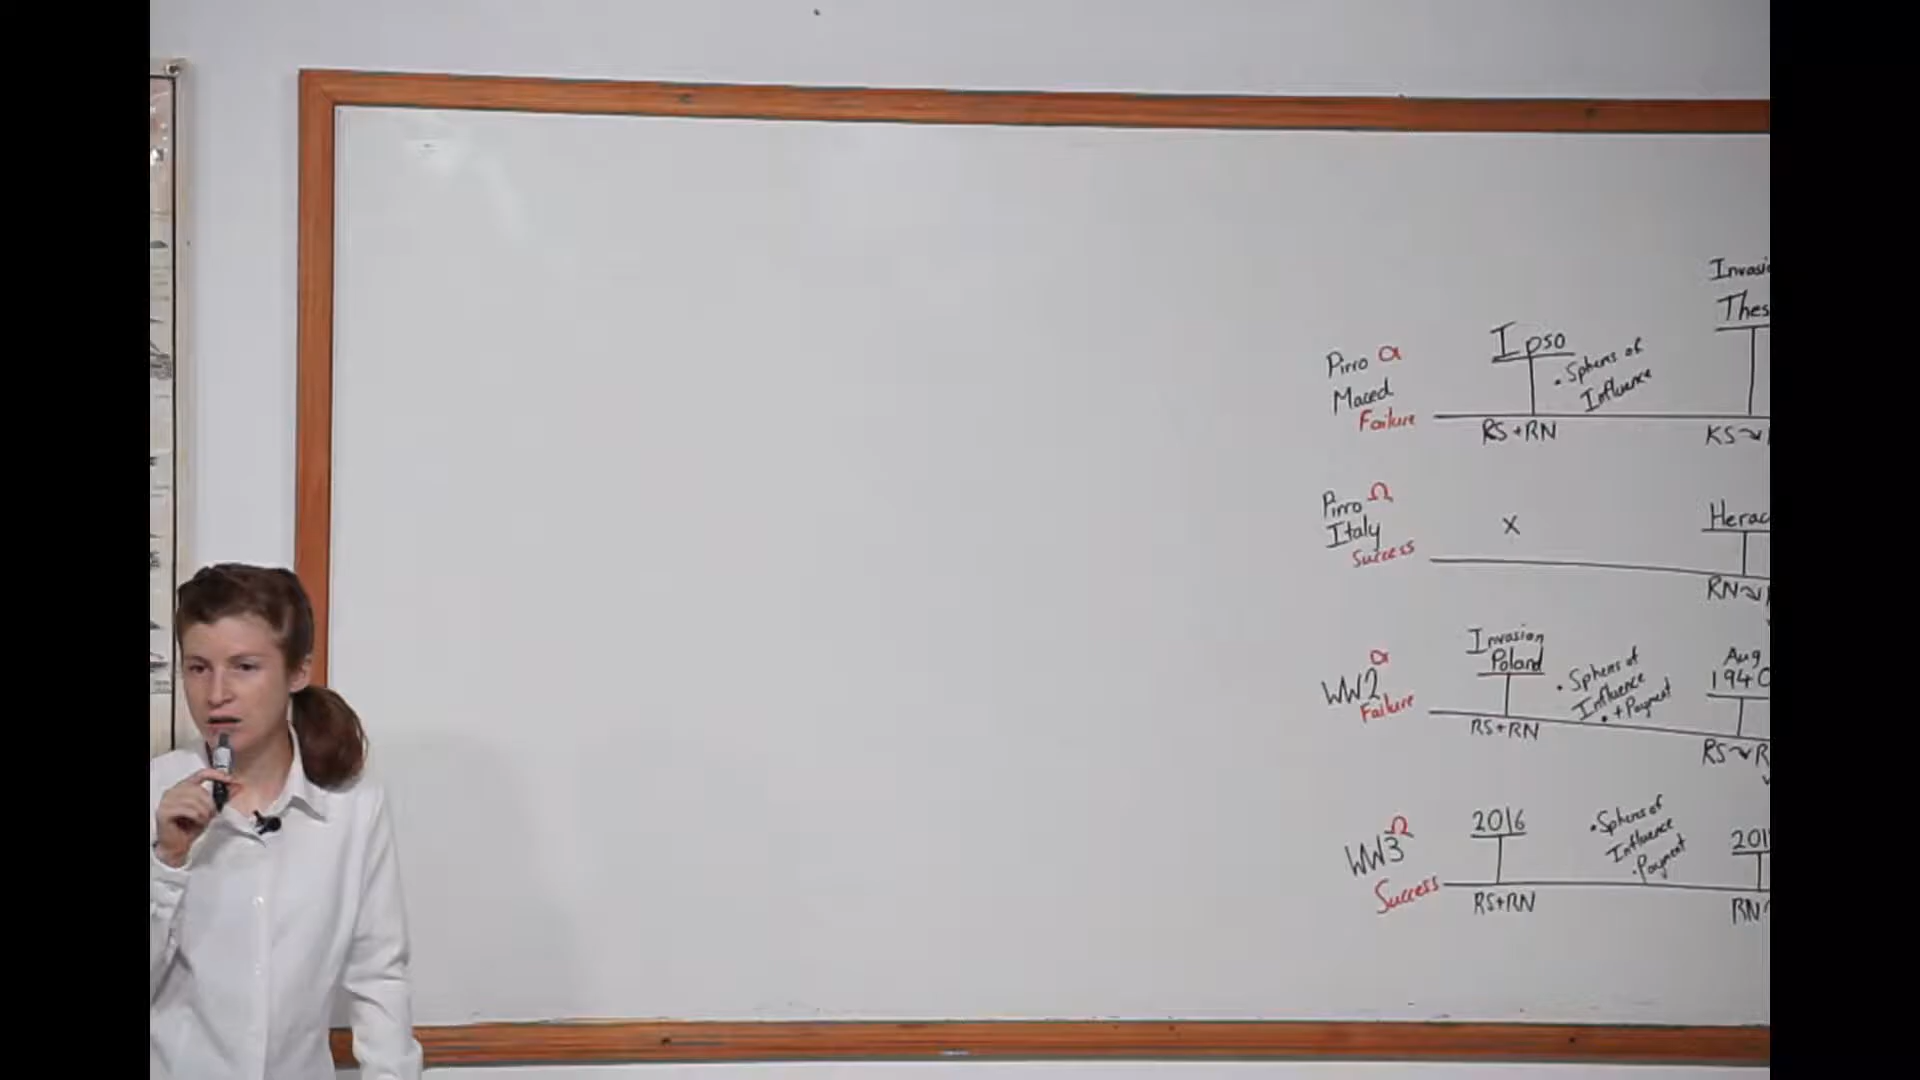 Invasi
Thes
Ipso
• Spheres of
Influence
Pirro α
Maced
Failure
RS+RN
KS
Pirro Ω
Italy
Success
X
Herac
RN
Invasion
Poland
α
WW2
Failure
• Spheres of
Influence
• + Payment
Aug
1940
RS+RN
RS
2016
• Spheres of
Influence
• Payment
201
Ω
WW3
Success
RS+RN
RN